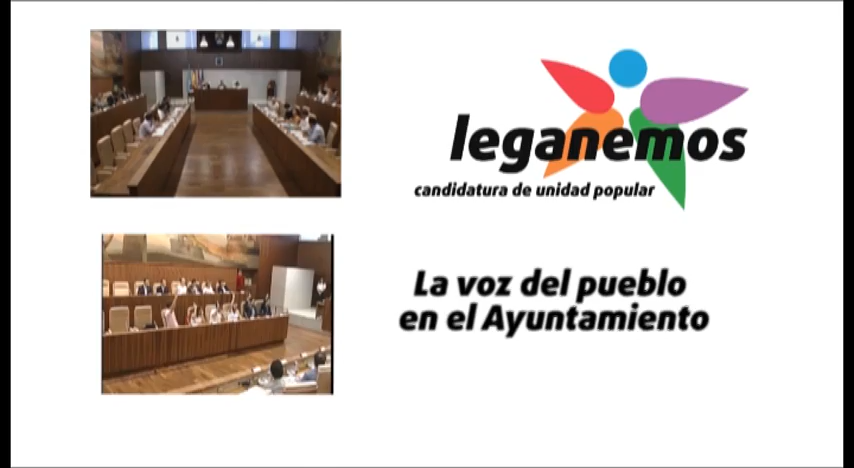 leganemos
candidatura de unidad popular
La voz del pueblo
en el Ayuntamiento